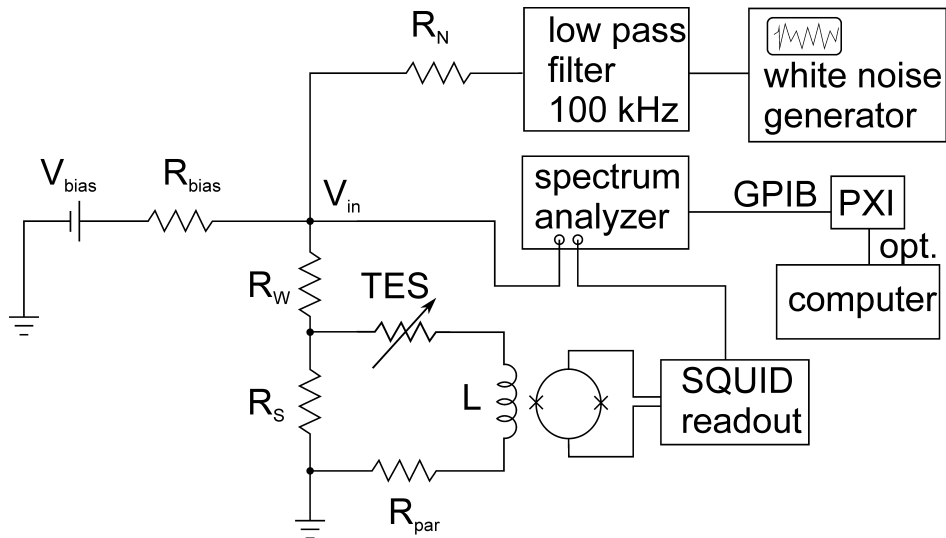 R_N
low pass
filter
100 kHz
white noise
generator
V_bias
R_bias
V_in
spectrum
analyzer
GPIB
PXI
opt.
computer
R_W
TES
R_S
L
SQUID
readout
R_par